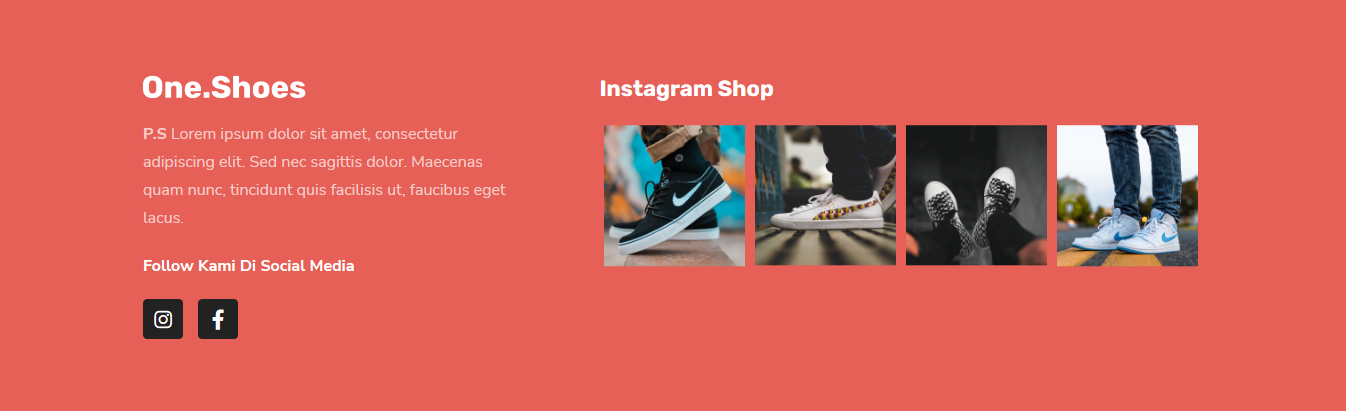 One.Shoes
P.S Lorem ipsum dolor sit amet, consectetur
adipiscing elit. Sed nec sagittis dolor. Maecenas
quam nunc, tincidunt quis facilisis ut, faucibus eget
lacus.
Follow Kami Di Social Media
Instagram Shop